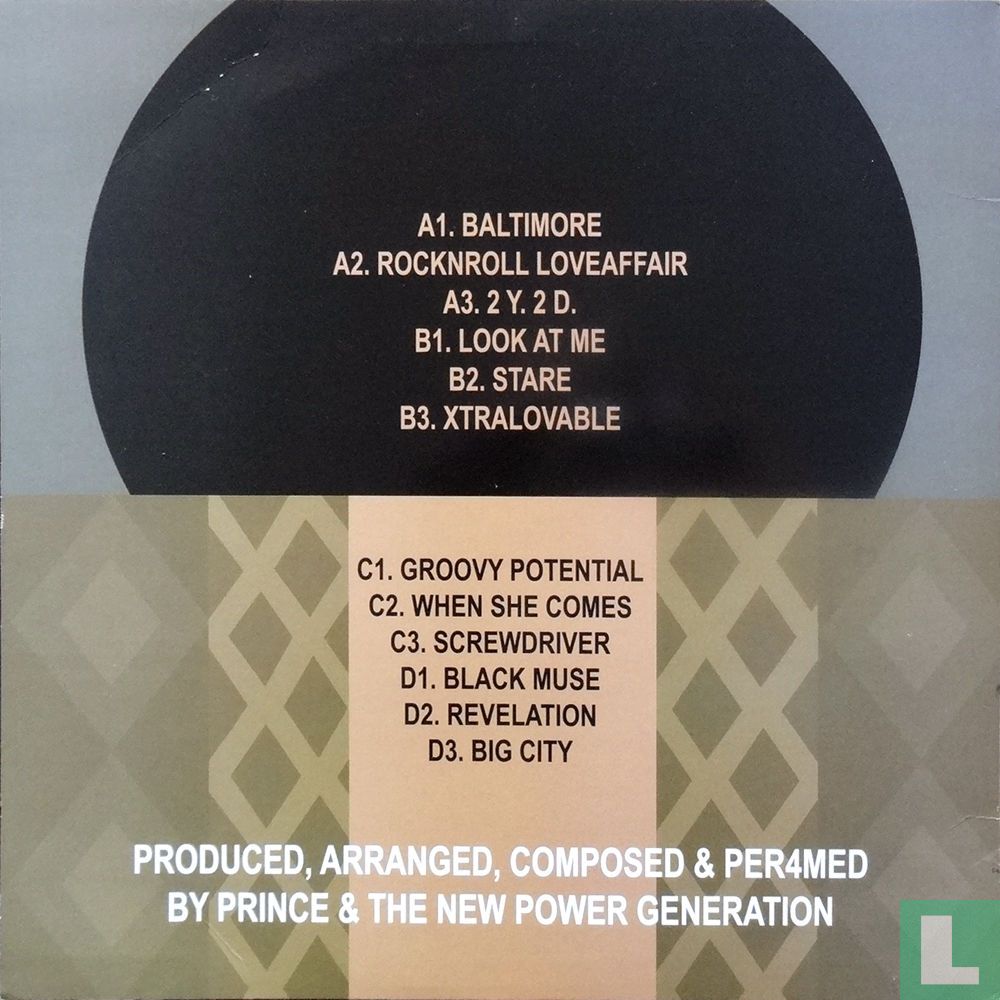 A1. BALTIMORE
A2. ROCKNROLL LOVEAFFAIR
A3. 2 Y. 2 D.
B1. LOOK AT ME
B2. STARE
B3. XTRALOVABLE
C1. GROOVY POTENTIAL
C2. WHEN SHE COMES
C3. SCREWDRIVER
D1. BLACK MUSE
D2. REVELATION
D3. BIG CITY
PRODUCED, ARRANGED, COMPOSED & PER4MED
BY PRINCE & THE NEW POWER GENERATION
L